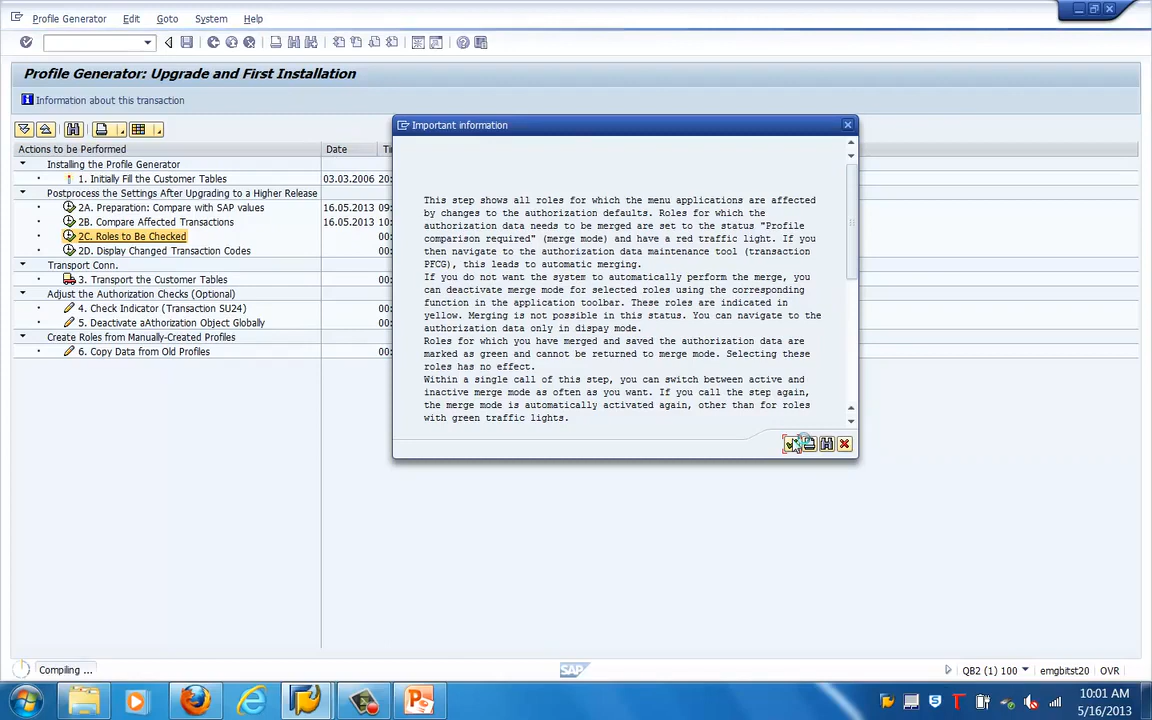 Profile Generator Edit Goto System Help
Profile Generator: Upgrade and First Installation
Information about this transaction
Actions to be Performed Date
Installing the Profile Generator
1. Initially Fill the Customer Tables 03.03.2006
Postprocess the Settings After Upgrading to a Higher Release
2A. Preparation: Compare with SAP values 16.05.2013
2B. Compare Affected Transactions 16.05.2013
2C. Roles to Be Checked 00:
2D. Display Changed Transaction Codes 00:
Transport Conn.
3. Transport the Customer Tables 00:
Adjust the Authorization Checks (Optional)
4. Check Indicator (Transaction SU24) 00:
5. Deactivate aAthorization Object Globally 00:
Create Roles from Manually-Created Profiles
6. Copy Data from Old Profiles 00:
Important information
This step shows all roles for which the menu applications are affected
by changes to the authorization defaults. Roles for which the
authorization data needs to be merged are set to the status "Profile
comparison required" (merge mode) and have a red traffic light. If you
then navigate to the authorization data maintenance tool (transaction
PFCG), this leads to automatic merging.
If you do not want the system to automatically perform the merge, you
can deactivate merge mode for selected roles using the corresponding
function in the application toolbar. These roles are indicated in
yellow. Merging is not possible in this status. You can navigate to the
authorization data only in dispay mode.
Roles for which you have merged and saved the authorization data are
marked as green and cannot be returned to merge mode. Selecting these
roles has no effect.
Within a single call of this step, you can switch between active and
inactive merge mode as often as you want. If you call the step again,
the merge mode is automatically activated again, other than for roles
with green traffic lights.
Compiling ...
SAP
QB2 (1) 100 emgbitst20 OVR
10:01 AM
5/16/2013